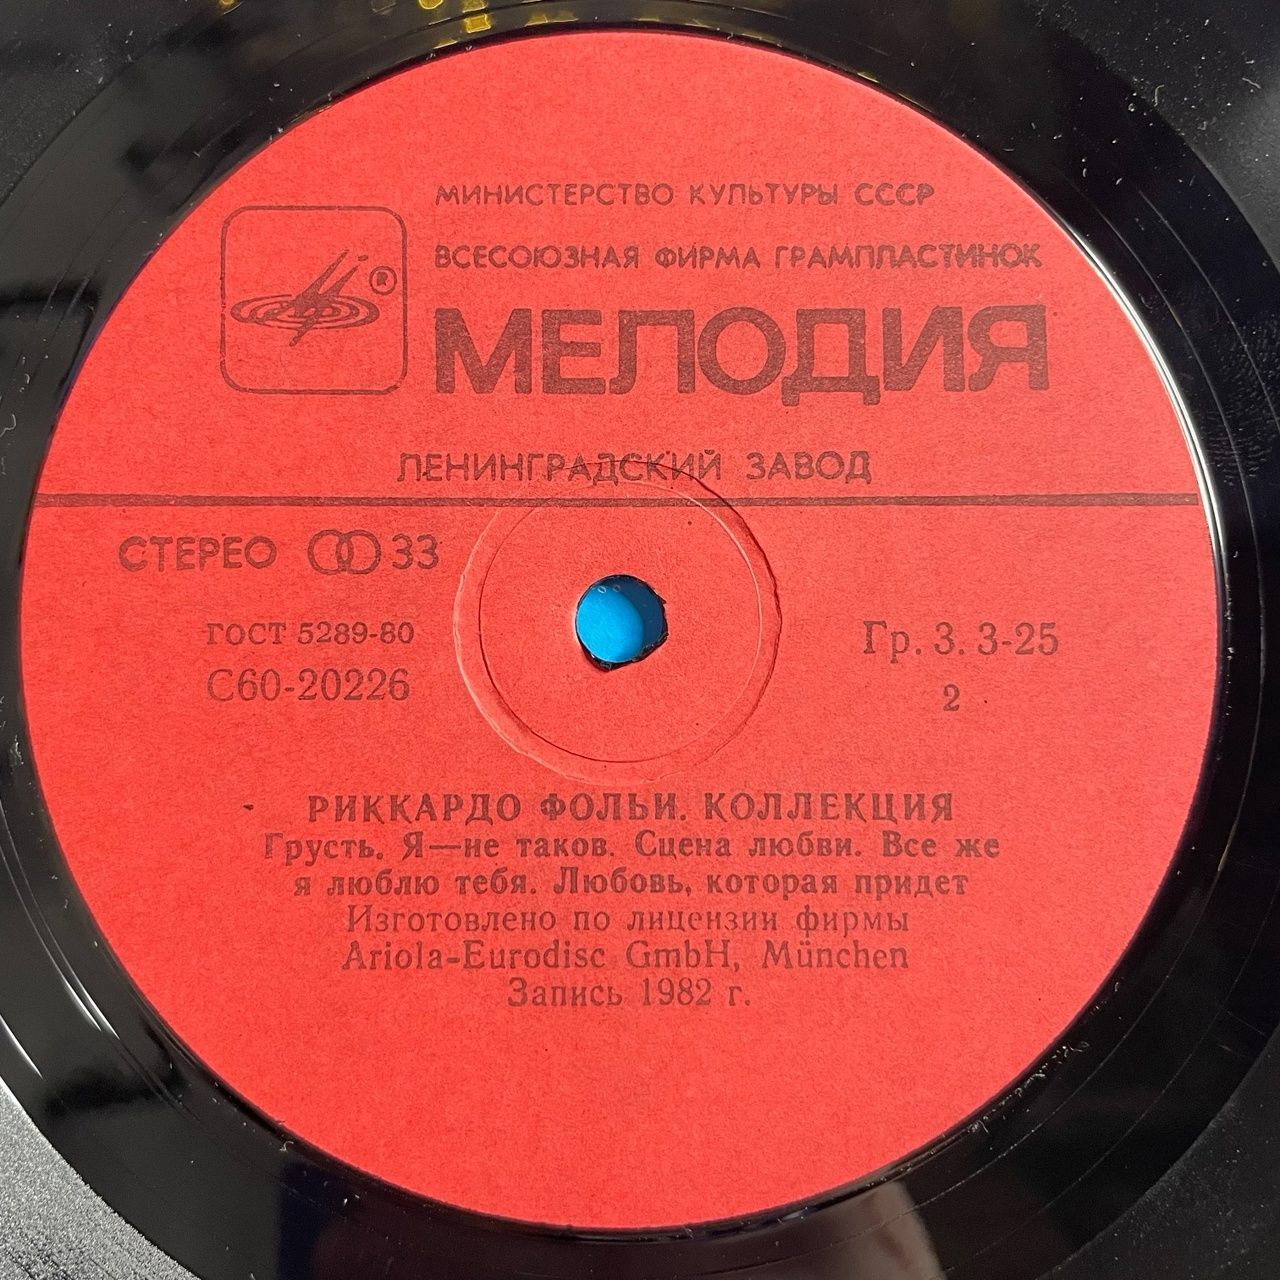 МИНИСТЕРСТВО КУЛЬТУРЫ СССР
ВСЕСОЮЗНАЯ ФИРМА ГРАМПЛАСТИНОК
®
МЕЛОДИЯ
ЛЕНИНГРАДСКИЙ ЗАВОД
СТЕРЕО 33
ГОСТ 5289-80
Гр. 3. 3-25
С60-20226
2
РИККАРДО ФОЛЬИ. КОЛЛЕКЦИЯ
Грусть. Я—не таков. Сцена любви. Все же
я люблю тебя. Любовь, которая придет
Изготовлено по лицензии фирмы
Ariola-Eurodisc GmbH, München
Запись 1982 г.